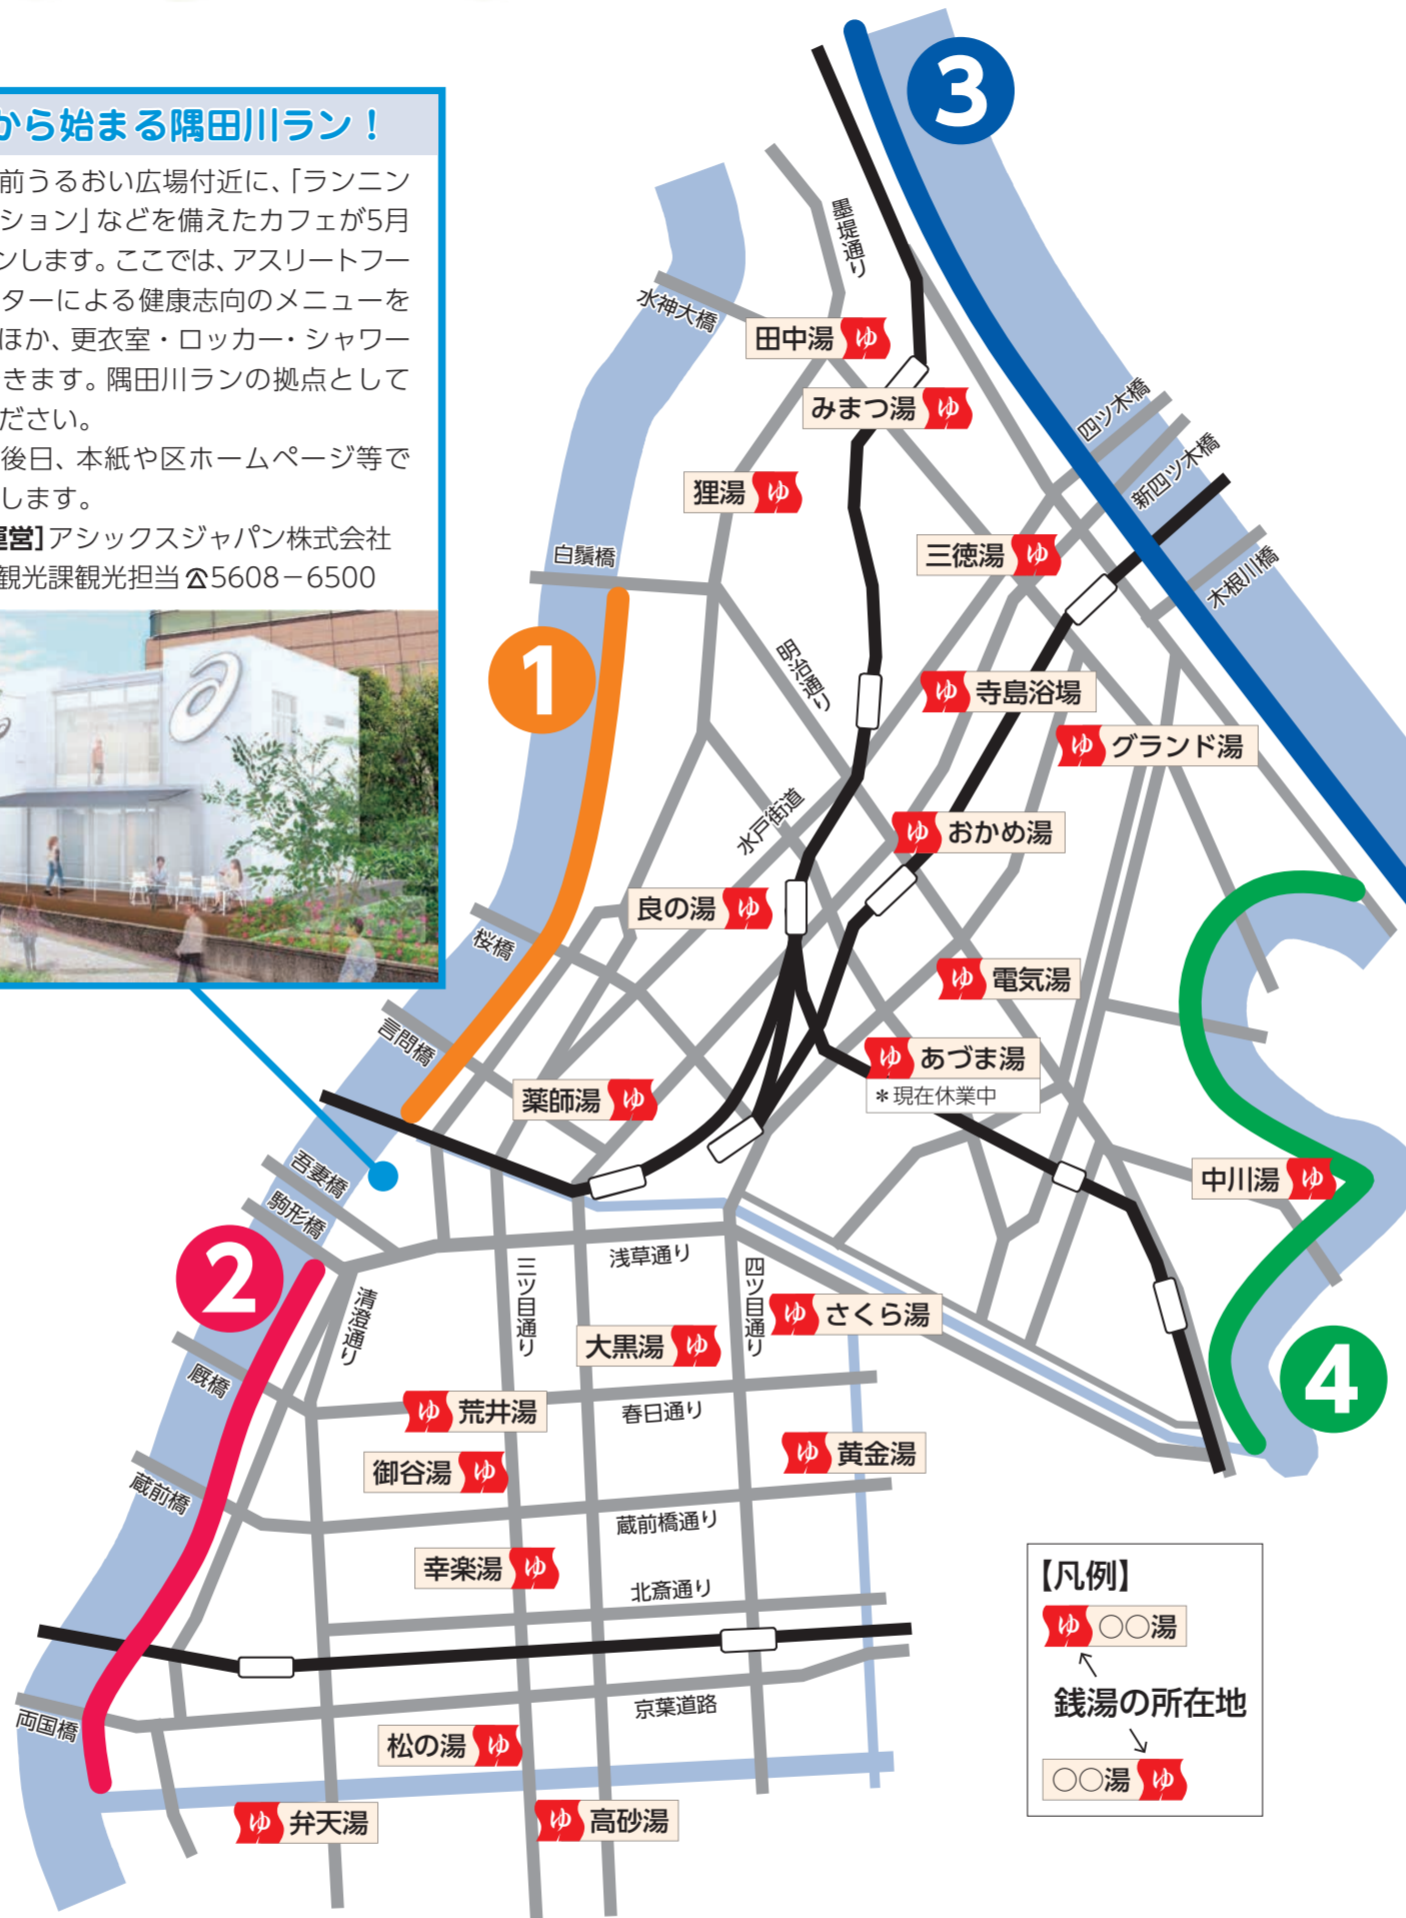 から始まる隅田川ラン！
前うるおい広場付近に、「ランニン
ション」などを備えたカフェが5月
ンします。ここでは、アスリートフー
ターによる健康志向のメニューを
ほか、更衣室・ロッカー・シャワー
きます。隅田川ランの拠点として
ださい。
後日、本紙や区ホームページ等で
します。
運営]アシックスジャパン株式会社
観光課観光担当☎5608－6500
3
墨堤通り
水神大橋
田中湯 ゆ
みまつ湯 ゆ
四ツ木橋
新四ツ木橋
狸湯 ゆ
白鬚橋
三徳湯 ゆ
木根川橋
1
明治通り
ゆ 寺島浴場
ゆ グランド湯
水戸街道
ゆ おかめ湯
良の湯 ゆ
桜橋
ゆ 電気湯
言問橋
ゆ あづま湯
＊現在休業中
薬師湯 ゆ
吾妻橋
中川湯 ゆ
駒形橋
2
浅草通り
三ツ目通り
四ツ目通り
清澄通り
ゆ さくら湯
大黒湯 ゆ
厩橋
4
ゆ 荒井湯
春日通り
御谷湯 ゆ
ゆ 黄金湯
蔵前橋
蔵前橋通り
幸楽湯 ゆ
北斎通り
両国橋
京葉道路
松の湯 ゆ
ゆ 弁天湯
ゆ 高砂湯
【凡例】
ゆ ○○湯
銭湯の所在地
○○湯 ゆ